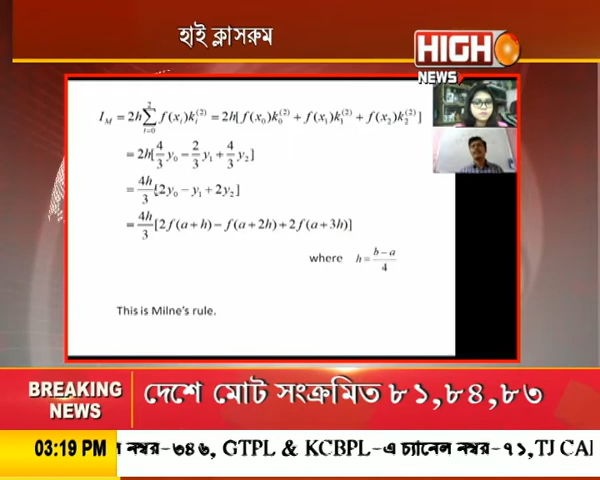 হাই ক্লাসরুম
HIGH
NEWS
I_M = 2h∑_{i=0}^{2} f(x_i)k_i^{(2)} = 2h[f(x_0)k_0^{(2)} + f(x_1)k_1^{(2)} + f(x_2)k_2^{(2)}]
= 2h[4/3 y_0 − 2/3 y_1 + 4/3 y_2]
= 4h/3 [2y_0 − y_1 + 2y_2]
= 4h/3 [2f(a+h) − f(a+2h) + 2f(a+3h)]
where h = b−a/4
This is Milne's rule.
BREAKING NEWS
দেশে মোট সংক্রমিত ৮১,৮৪,৮৩
03:19 PM
ল নম্বর-৩৪৬, GTPL & KCBPL-এ চ্যানেল নম্বর-৭১,TJ CA